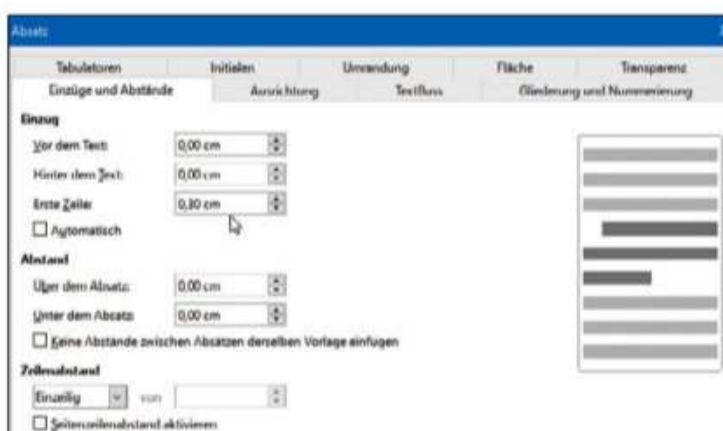 Absatz
Tabulatoren Initialen Umrandung Fläche Transparenz
Einzüge und Abstände Ausrichtung Textfluss Gliederung und Nummerierung
Einzug
Vor dem Text: 0,00 cm
Hinter dem Text: 0,00 cm
Erste Zeile: 0,30 cm
Automatisch
Abstand
Über dem Absatz: 0,00 cm
Unter dem Absatz: 0,00 cm
Keine Abstände zwischen Absätzen derselben Vorlage einfügen
Zeilenabstand
Einzeilig von
Seitenzeilenabstand aktivieren